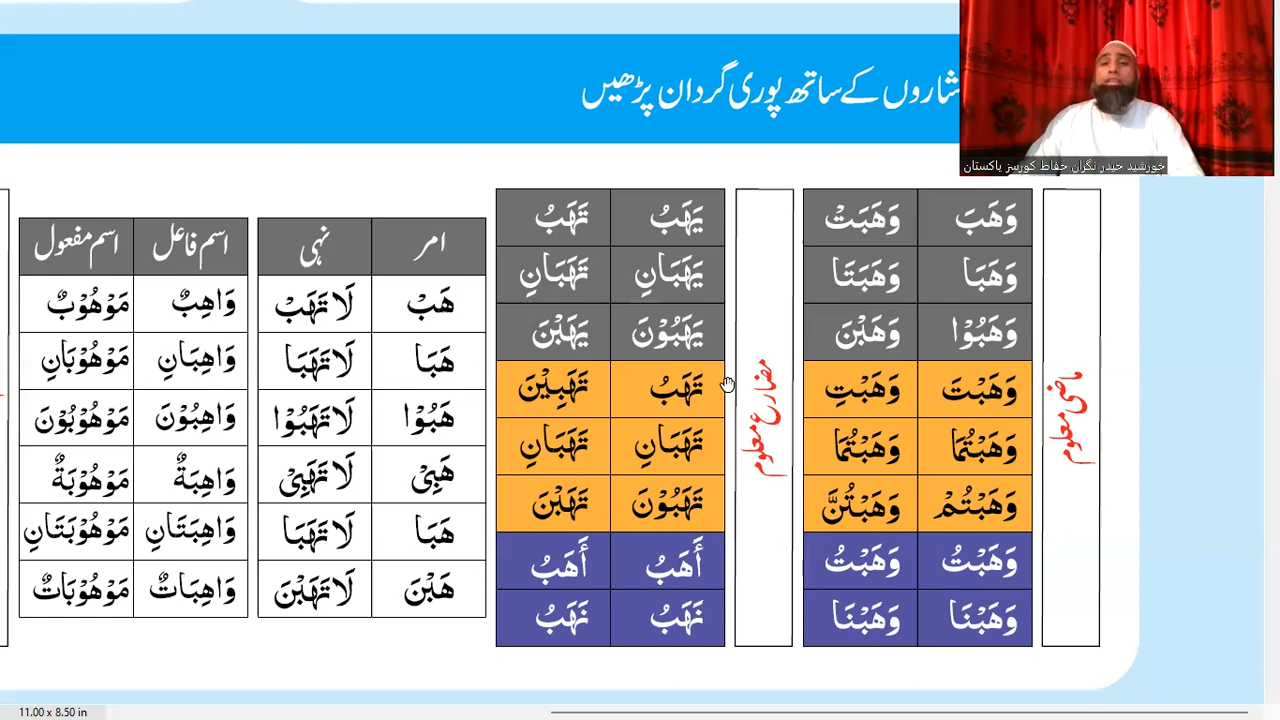 شاروں کے ساتھ پوری گردان پڑھیں
خورشید حیدر نگران حفاظ کورسز پاکستان
ماضی معلوم
وَهَبَ وَهَبَتْ
وَهَبَا وَهَبَتَا
وَهَبُوْا وَهَبْنَ
وَهَبْتَ وَهَبْتِ
وَهَبْتُمَا وَهَبْتُمَا
وَهَبْتُمْ وَهَبْتُنَّ
وَهَبْتُ وَهَبْتُ
وَهَبْنَا وَهَبْنَا
مضارع معلوم
يَهَبُ تَهَبُ
يَهَبَانِ تَهَبَانِ
يَهَبُوْنَ يَهَبْنَ
تَهَبُ تَهَبِيْنَ
تَهَبَانِ تَهَبَانِ
تَهَبُوْنَ تَهَبْنَ
أَهَبُ أَهَبُ
نَهَبُ نَهَبُ
امر نہی
هَبْ لَا تَهَبْ
هَبَا لَا تَهَبَا
هَبُوْا لَا تَهَبُوْا
هَبِىْ لَا تَهَبِىْ
هَبَا لَا تَهَبَا
هَبْنَ لَا تَهَبْنَ
اسم فاعل اسم مفعول
وَاهِبٌ مَوْهُوْبٌ
وَاهِبَانِ مَوْهُوْبَانِ
وَاهِبُوْنَ مَوْهُوْبُوْنَ
وَاهِبَةٌ مَوْهُوْبَةٌ
وَاهِبَتَانِ مَوْهُوْبَتَانِ
وَاهِبَاتٌ مَوْهُوْبَاتٌ
11.00 x 8.50 in